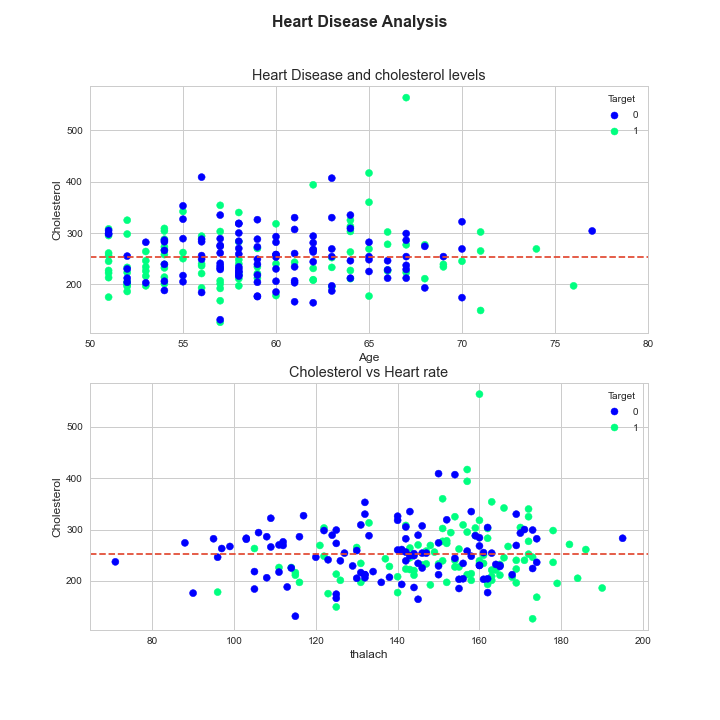 Heart Disease Analysis
Heart Disease and cholesterol levels
Target
0
1
500
400
300
200
Cholesterol
50 55 60 65 70 75 80
Age
Cholesterol vs Heart rate
Target
0
1
500
400
300
200
Cholesterol
80 100 120 140 160 180 200
thalach